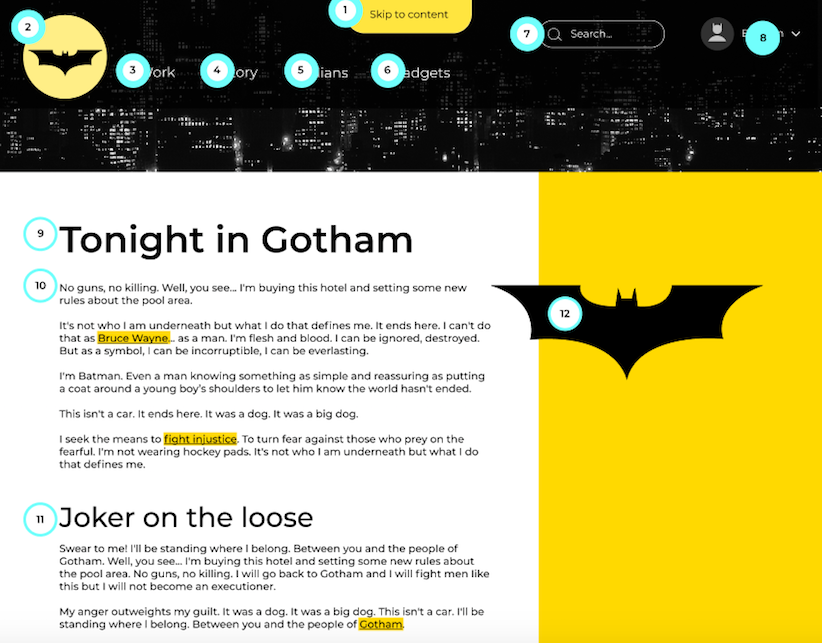 1
Skip to content
2
3
ork
4
ory
5
ians
6
adgets
7
Search...
8
9
Tonight in Gotham
10
No guns, no killing. Well, you see... I'm buying this hotel and setting some new
rules about the pool area.
It's not who I am underneath but what I do that defines me. It ends here. I can't do
that as Bruce Wayne... as a man. I'm flesh and blood. I can be ignored, destroyed.
But as a symbol, I can be incorruptible, I can be everlasting.
I'm Batman. Even a man knowing something as simple and reassuring as putting
a coat around a young boy's shoulders to let him know the world hasn't ended.
This isn't a car. It ends here. It was a dog. It was a big dog.
I seek the means to fight injustice. To turn fear against those who prey on the
fearful. I'm not wearing hockey pads. It's not who I am underneath but what I do
that defines me.
12
11
Joker on the loose
Swear to me! I'll be standing where I belong. Between you and the people of
Gotham. Well, you see... I'm buying this hotel and setting some new rules about
the pool area. No guns, no killing. I will go back to Gotham and I will fight men like
this but I will not become an executioner.
My anger outweights my guilt. It was a dog. It was a big dog. This isn't a car. I'll be
standing where I belong. Between you and the people of Gotham.